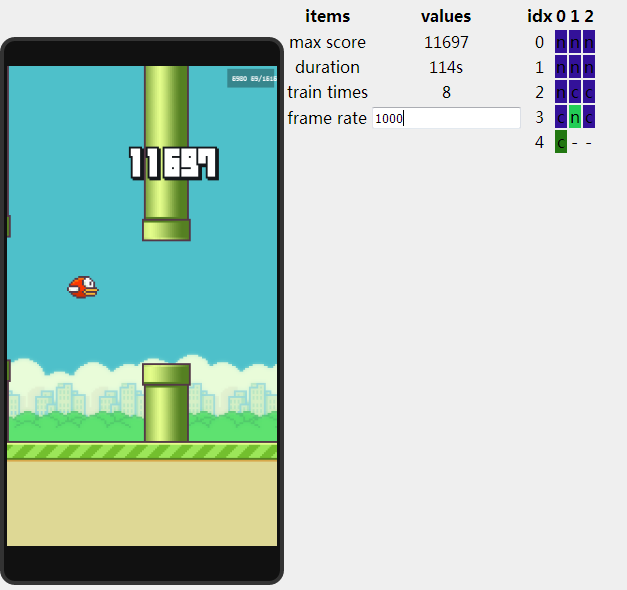 items values idx 0 1 2
max score 11697 0 n n n
duration 114s 1 n n n
train times 8 2 n c c
frame rate 1000 3 c n c
4 c - -
11697